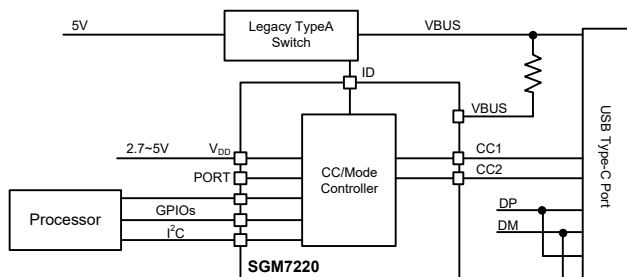 5V
Legacy TypeA
Switch
VBUS
ID
VBUS
2.7~5V
VDD
CC1
PORT
CC/Mode
Controller
CC2
USB Type-C Port
Processor
GPIOs
I²C
DP
DM
SGM7220